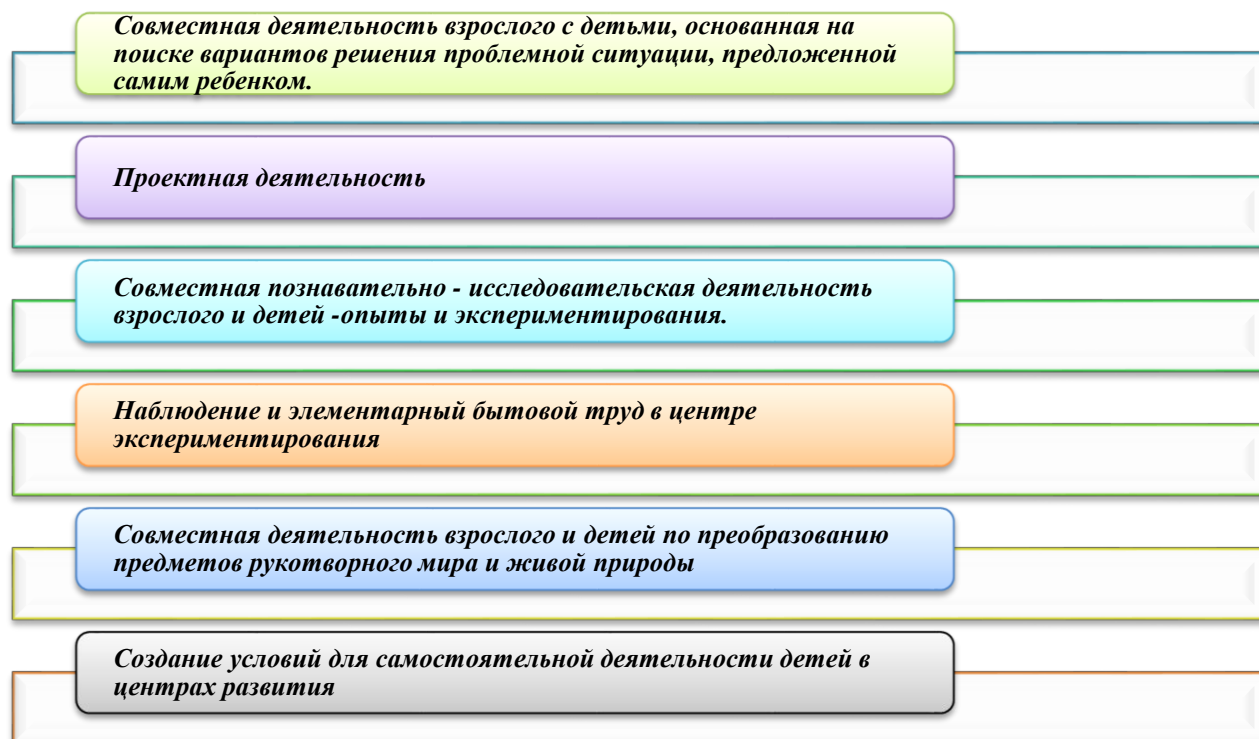 Совместная деятельность взрослого с детьми, основанная на
поиске вариантов решения проблемной ситуации, предложенной
самим ребенком.
Проектная деятельность
Совместная познавательно - исследовательская деятельность
взрослого и детей -опыты и экспериментирования.
Наблюдение и элементарный бытовой труд в центре
экспериментирования
Совместная деятельность взрослого и детей по преобразованию
предметов рукотворного мира и живой природы
Создание условий для самостоятельной деятельности детей в
центрах развития